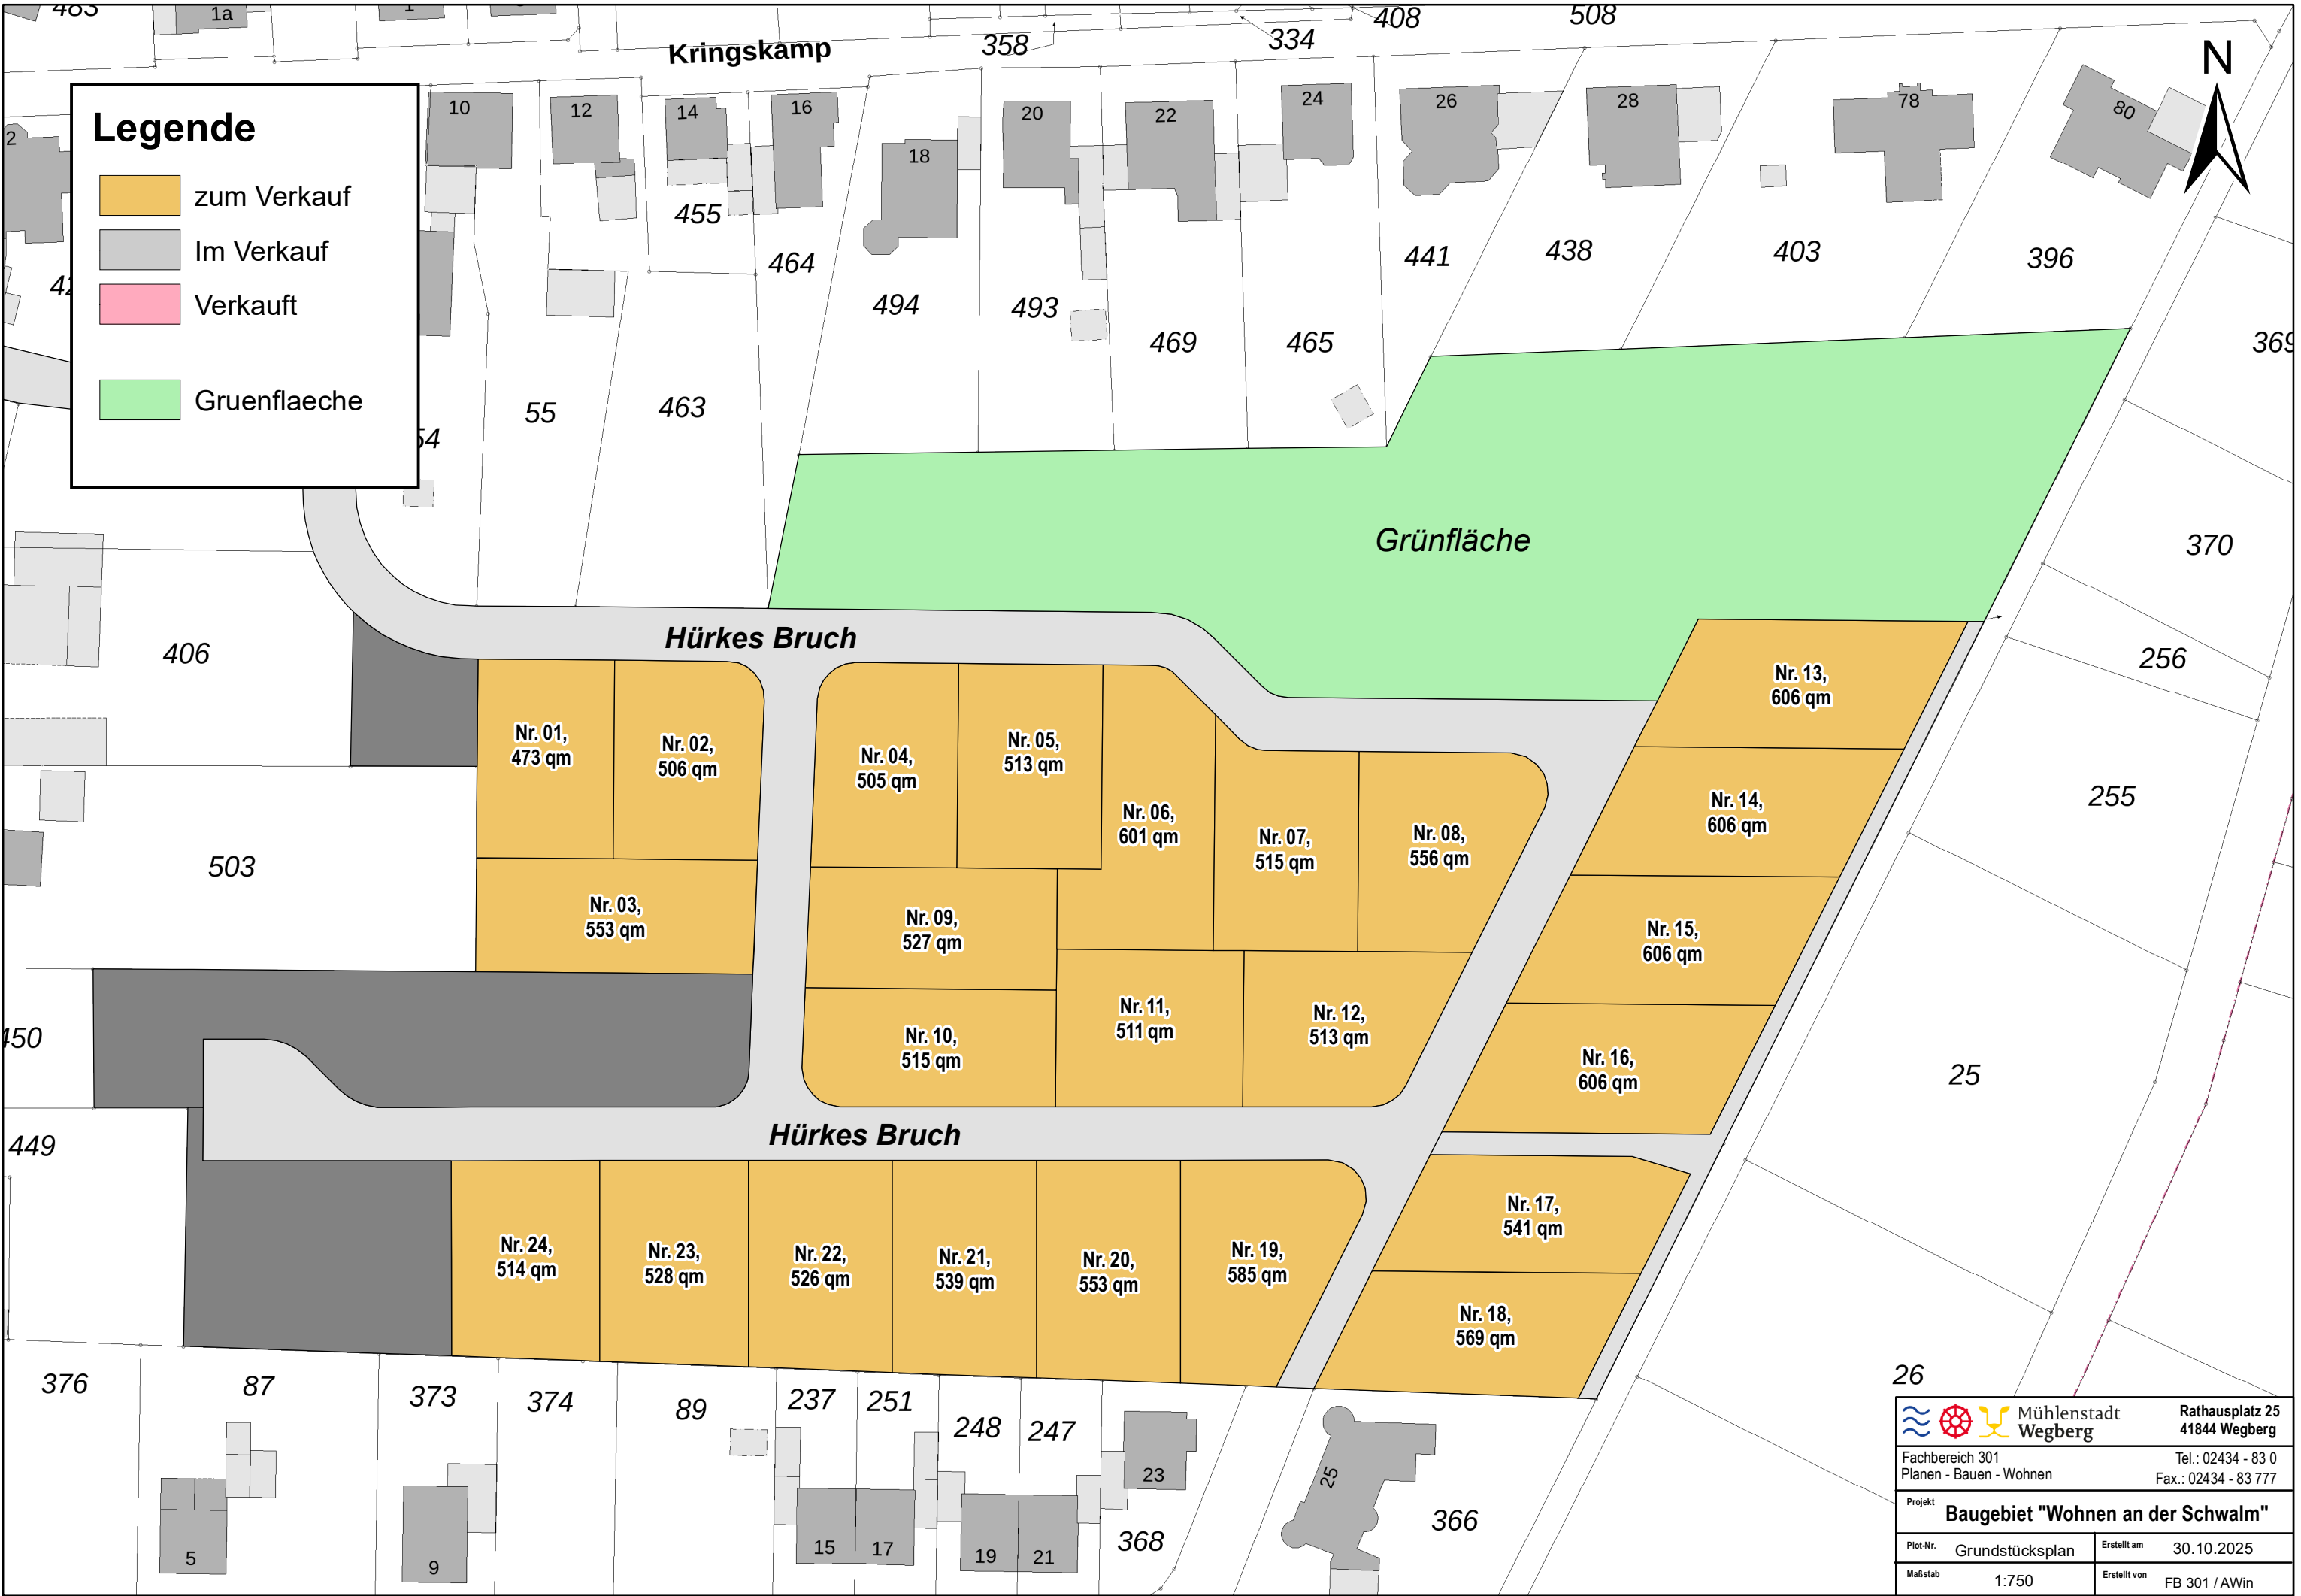 483
1a
1
Kringskamp
358
334
408
508
N
Legende
zum Verkauf
Im Verkauf
Verkauft
Gruenflaeche
2
10
12
14
16
18
20
22
24
26
28
78
80
455
464
494
493
469
465
441
438
403
396
369
55
463
54
Grünfläche
370
406
Hürkes Bruch
256
255
503
450
449
25
26
Nr. 01,
473 qm
Nr. 02,
506 qm
Nr. 03,
553 qm
Nr. 04,
505 qm
Nr. 05,
513 qm
Nr. 06,
601 qm
Nr. 07,
515 qm
Nr. 08,
556 qm
Nr. 09,
527 qm
Nr. 10,
515 qm
Nr. 11,
511 qm
Nr. 12,
513 qm
Nr. 13,
606 qm
Nr. 14,
606 qm
Nr. 15,
606 qm
Nr. 16,
606 qm
Hürkes Bruch
Nr. 17,
541 qm
Nr. 18,
569 qm
Nr. 24,
514 qm
Nr. 23,
528 qm
Nr. 22,
526 qm
Nr. 21,
539 qm
Nr. 20,
553 qm
Nr. 19,
585 qm
376
87
373
374
89
237
251
248
247
368
366
5
9
15
17
19
21
23
25
Mühlenstadt
Wegberg
Rathausplatz 25
41844 Wegberg
Fachbereich 301
Planen - Bauen - Wohnen
Tel.: 02434 - 83 0
Fax.: 02434 - 83 777
Projekt
Baugebiet "Wohnen an der Schwalm"
Plot-Nr. Grundstücksplan
Erstellt am 30.10.2025
Maßstab 1:750
Erstellt von FB 301 / AWin